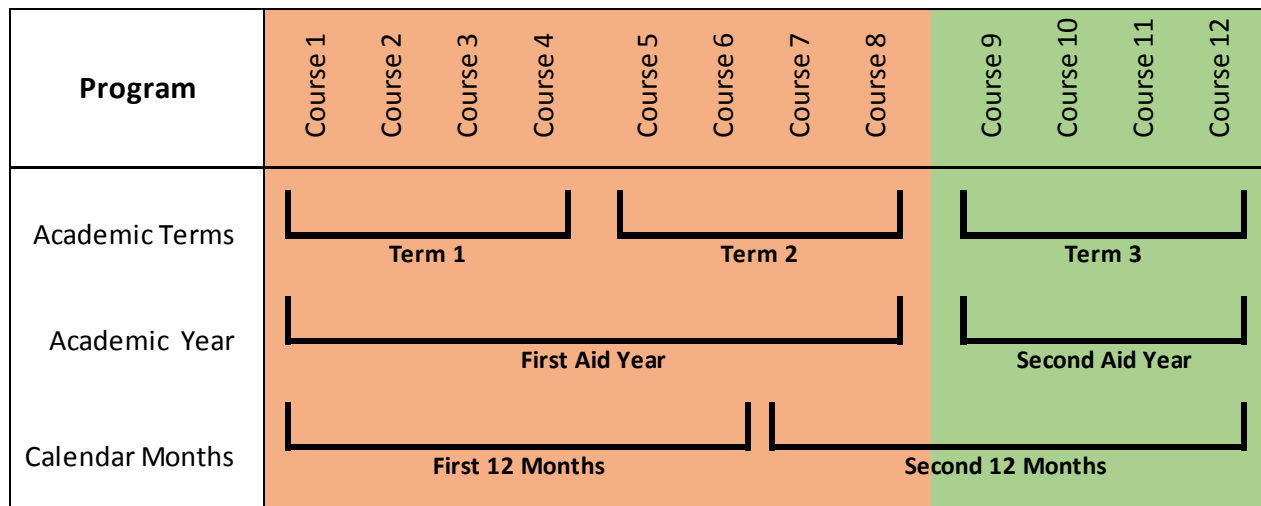 Program
Course 1
Course 2
Course 3
Course 4
Course 5
Course 6
Course 7
Course 8
Course 9
Course 10
Course 11
Course 12
Academic Terms
Term 1
Term 2
Term 3
Academic Year
First Aid Year
Second Aid Year
Calendar Months
First 12 Months
Second 12 Months